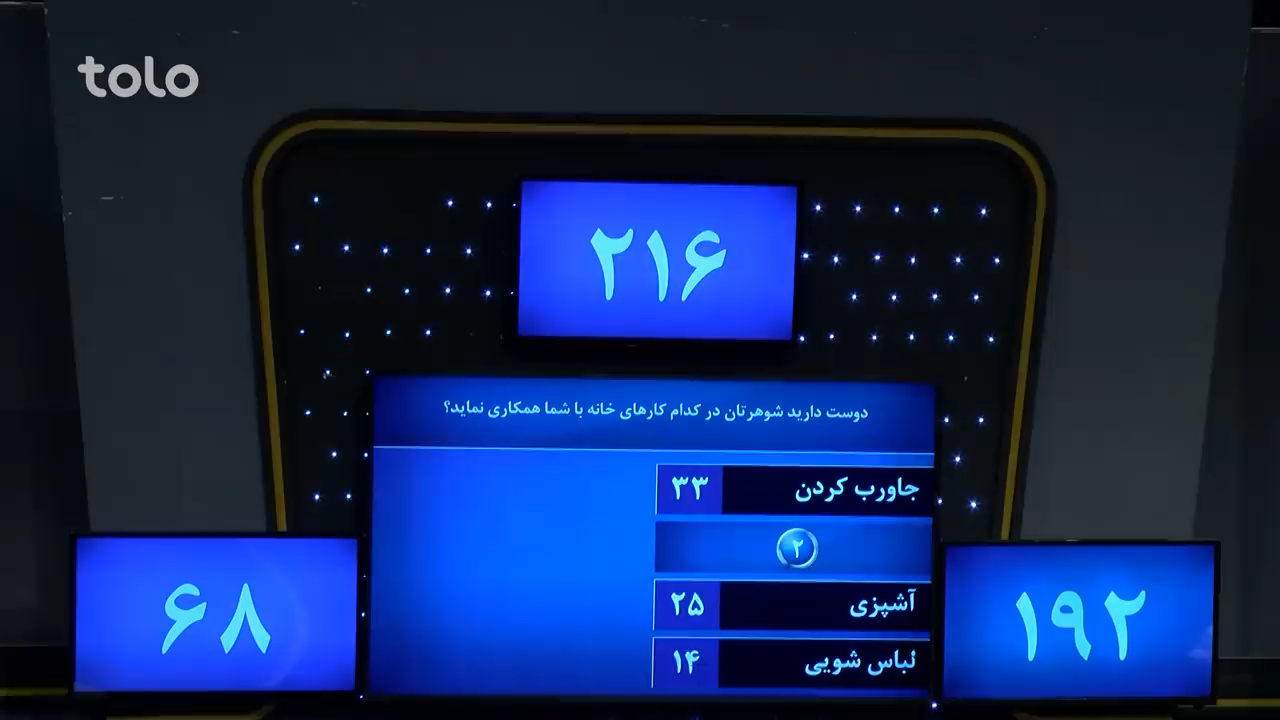 tolo
۲۱۶
دوست دارید شوهرتان در کدام کارهای خانه با شما همکاری نماید؟
جاورب کردن ۳۳
۲
آشپزی ۲۵
لباس شویی ۱۴
۶۸
۱۹۲